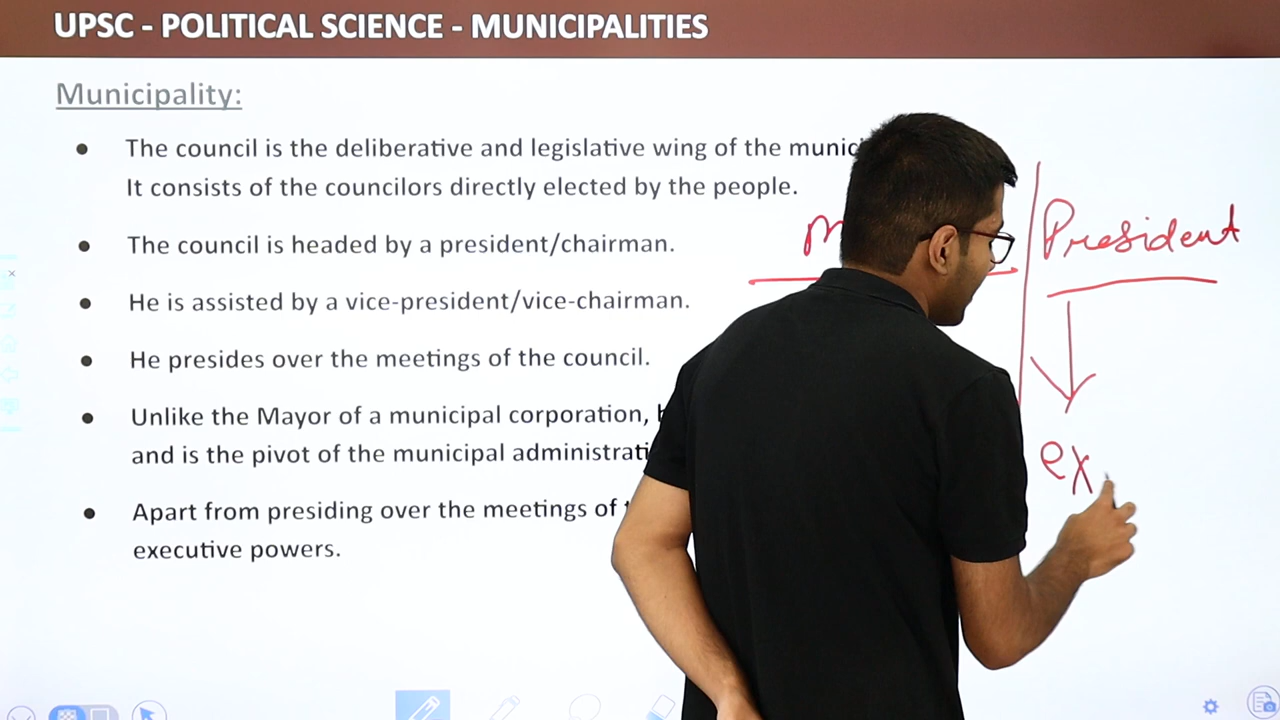 UPSC - POLITICAL SCIENCE - MUNICIPALITIES
Municipality:
The council is the deliberative and legislative wing of the
It consists of the councilors directly elected by the people.
The council is headed by a president/chairman.
He is assisted by a vice-president/vice-chairman.
He presides over the meetings of the council.
Unlike the Mayor of a municipal corporation,
and is the pivot of the municipal
Apart from presiding over the meetings of
executive powers.
President
ex